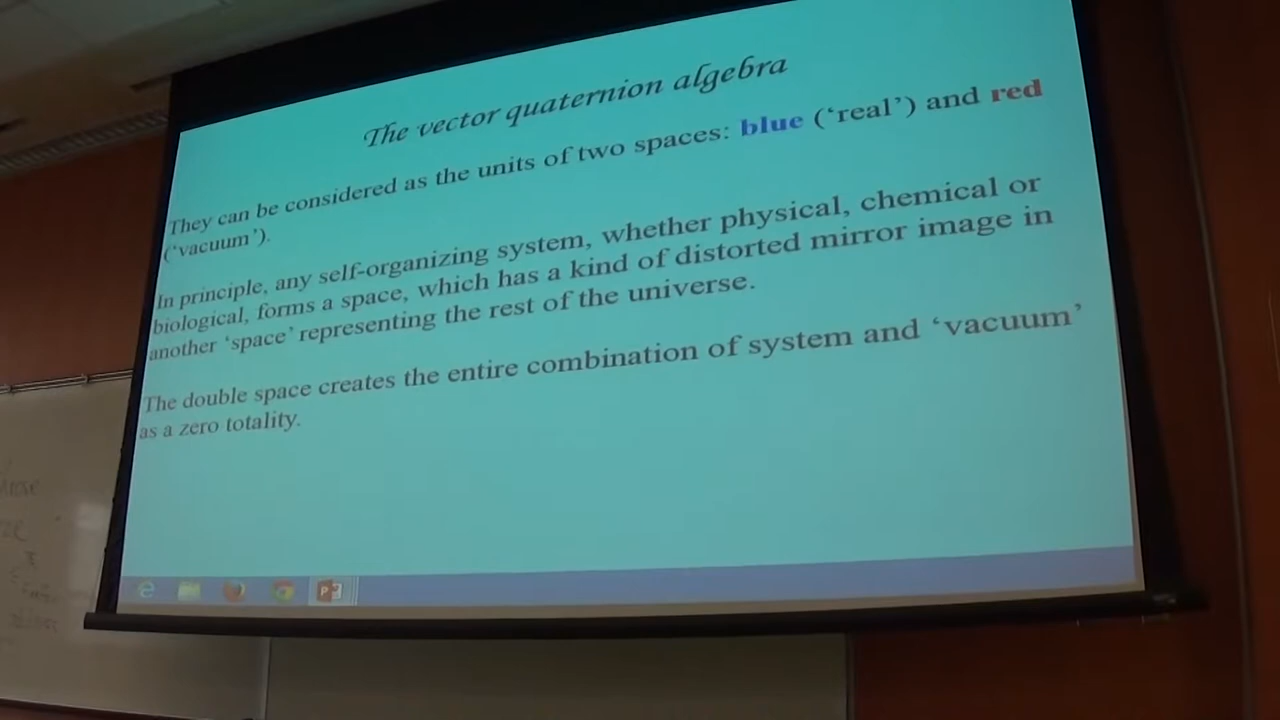 The vector quaternion algebra
They can be considered as the units of two spaces: blue (‘real’) and red
(‘vacuum’).
In principle, any self-organizing system, whether physical, chemical or
biological, forms a space, which has a kind of distorted mirror image in
another ‘space’ representing the rest of the universe.
The double space creates the entire combination of system and ‘vacuum’
as a zero totality.